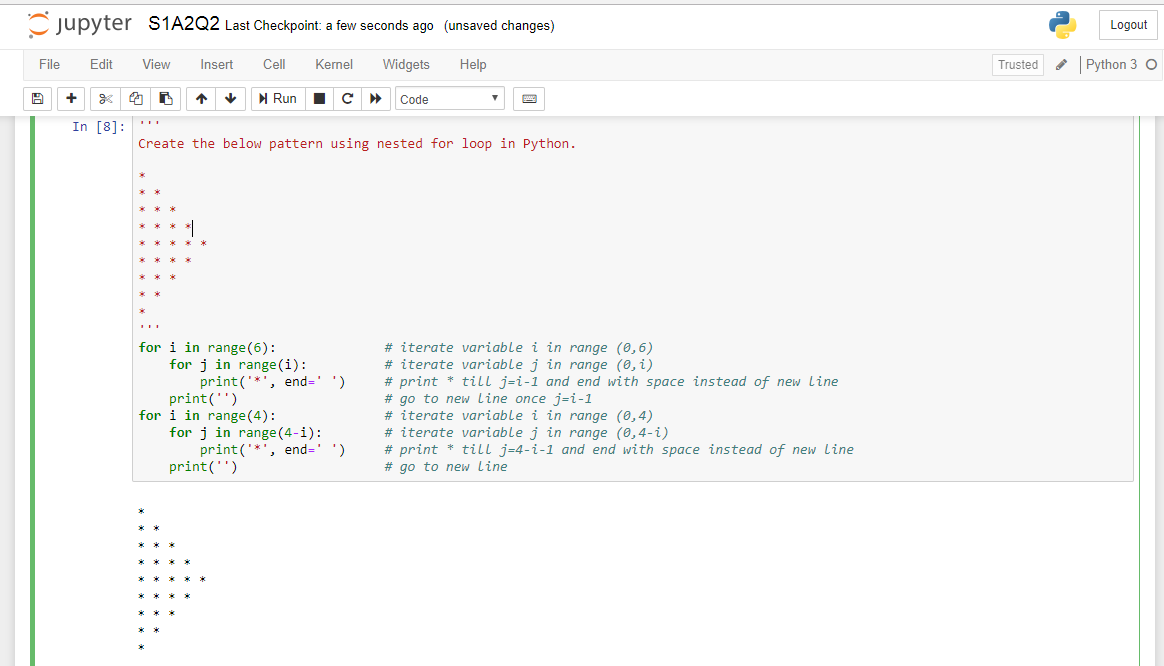 jupyter S1A2Q2 Last Checkpoint: a few seconds ago (unsaved changes) Logout
File Edit View Insert Cell Kernel Widgets Help Trusted Python 3
Run Code
In [8]: '''
Create the below pattern using nested for loop in Python.
*
* *
* * *
* * * *
* * * * *
* * * *
* * *
* *
*
'''
for i in range(6): # iterate variable i in range (0,6)
    for j in range(i): # iterate variable j in range (0,i)
        print('*', end=' ') # print * till j=i-1 and end with space instead of new line
    print('') # go to new line once j=i-1
for i in range(4): # iterate variable i in range (0,4)
    for j in range(4-i): # iterate variable j in range (0,4-i)
        print('*', end=' ') # print * till j=4-i-1 and end with space instead of new line
    print('') # go to new line
*
* *
* * *
* * * *
* * * * *
* * * *
* * *
* *
*